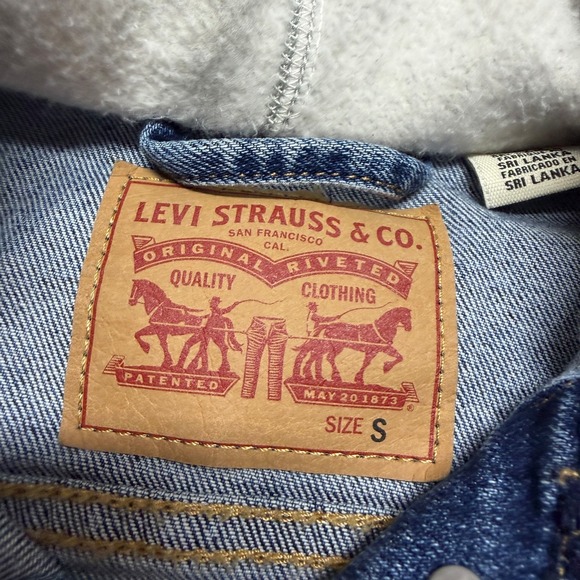 LEVI STRAUSS & CO.
SAN FRANCISCO
CAL.
ORIGINAL RIVETED
QUALITY CLOTHING
PATENTED MAY 20 1873
®
SIZE S
FABRICADO
SRI LANKA
FABRICADO EN
SRI LANKA